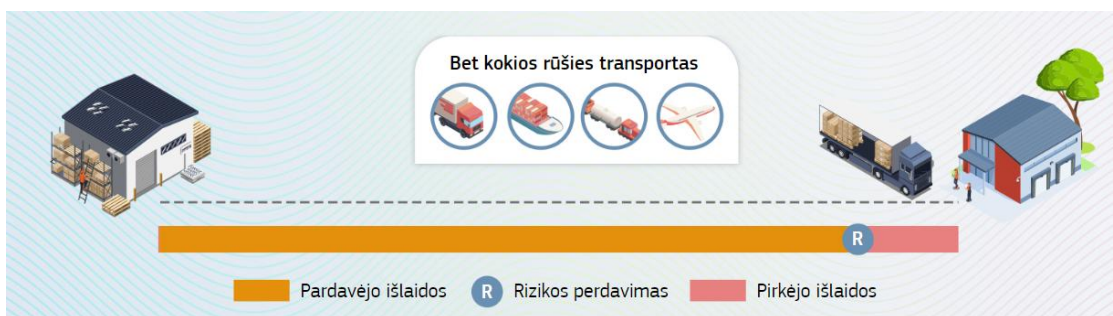 Bet kokios rūšies transportas
R
Pardavėjo išlaidos R Rizikos perdavimas Pirkėjo išlaidos